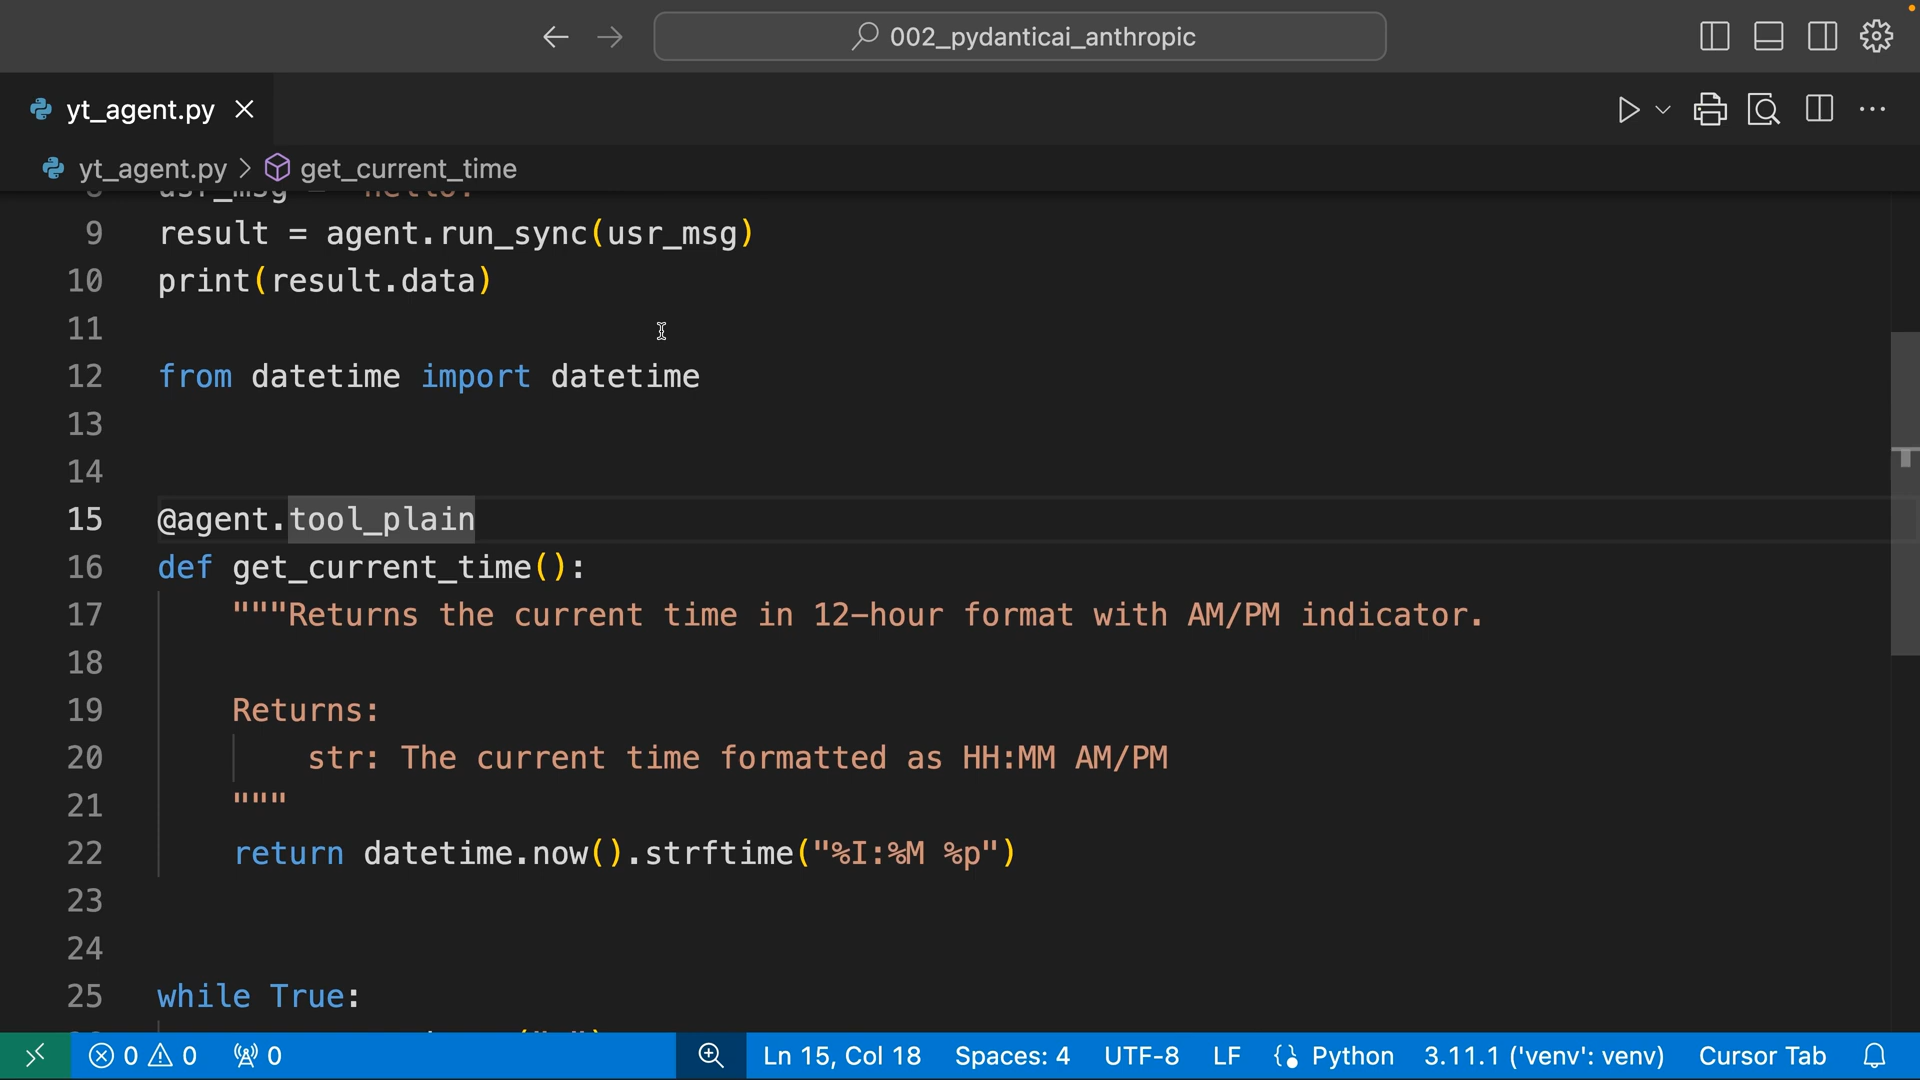 002_pydanticai_anthropic
yt_agent.py
yt_agent.py > get_current_time
9 result = agent.run_sync(usr_msg)
10 print(result.data)
11
12 from datetime import datetime
13
14
15 @agent.tool_plain
16 def get_current_time():
17 """Returns the current time in 12-hour format with AM/PM indicator.
18
19 Returns:
20 str: The current time formatted as HH:MM AM/PM
21 """
22 return datetime.now().strftime("%I:%M %p")
23
24
25 while True:
0 0 0 Ln 15, Col 18 Spaces: 4 UTF-8 LF Python 3.11.1 ('venv': venv) Cursor Tab